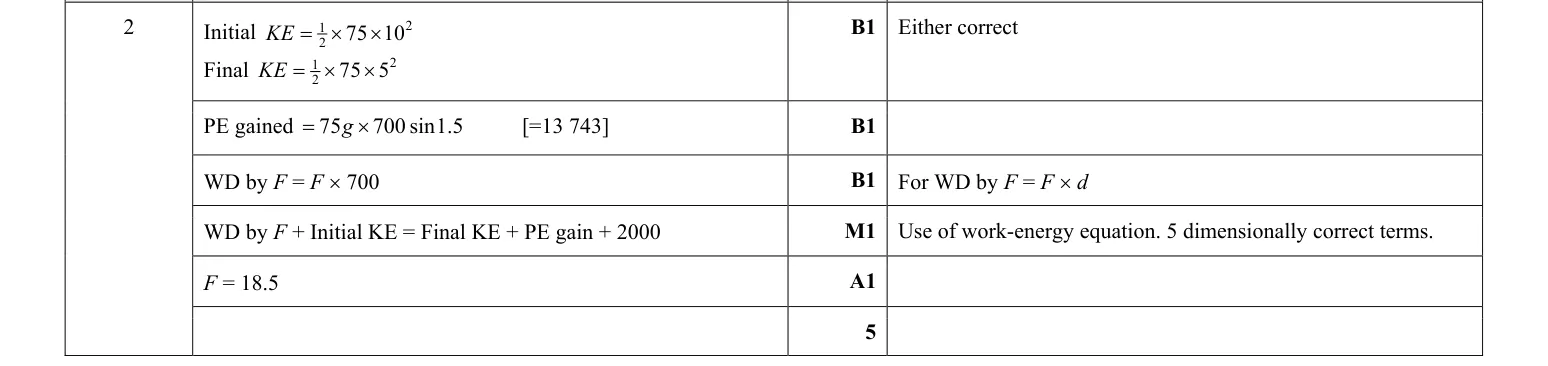 2
Initial KE = ½ × 75 × 10²
B1
Either correct
Final KE = ½ × 75 × 5²
PE gained = 75g × 700 sin 1.5 [=13 743]
B1
WD by F = F × 700
B1
For WD by F = F × d
WD by F + Initial KE = Final KE + PE gain + 2000
M1
Use of work-energy equation. 5 dimensionally correct terms.
F = 18.5
A1
5